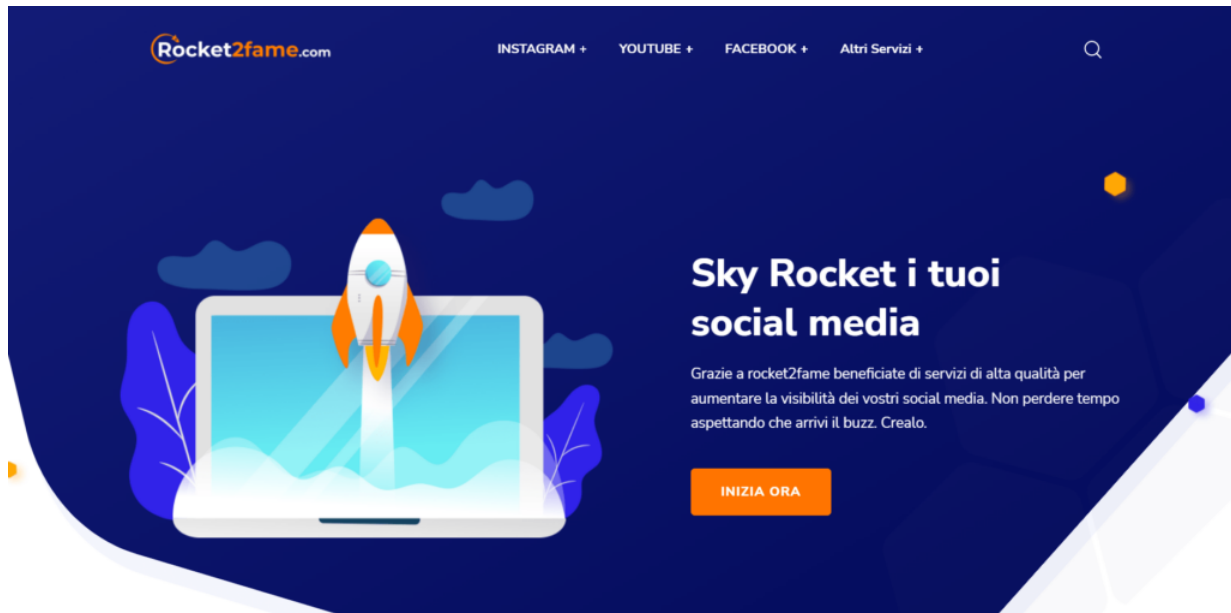 Rocket2fame.com
INSTAGRAM +
YOUTUBE +
FACEBOOK +
Altri Servizi +
Sky Rocket i tuoi
social media
Grazie a rocket2fame beneficiate di servizi di alta qualità per
aumentare la visibilità dei vostri social media. Non perdere tempo
aspettando che arrivi il buzz. Crealo.
INIZIA ORA